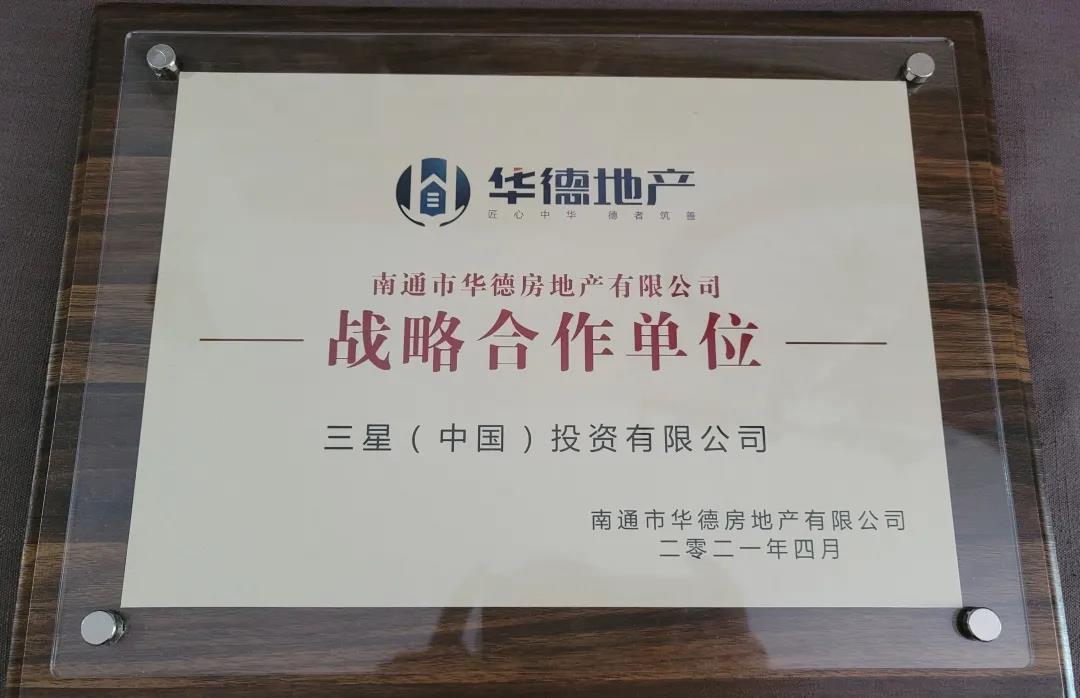 华德地产
匠心中华 德者筑善
南通市华德房地产有限公司
战略合作单位
三星（中国）投资有限公司
南通市华德房地产有限公司
二零二一年四月